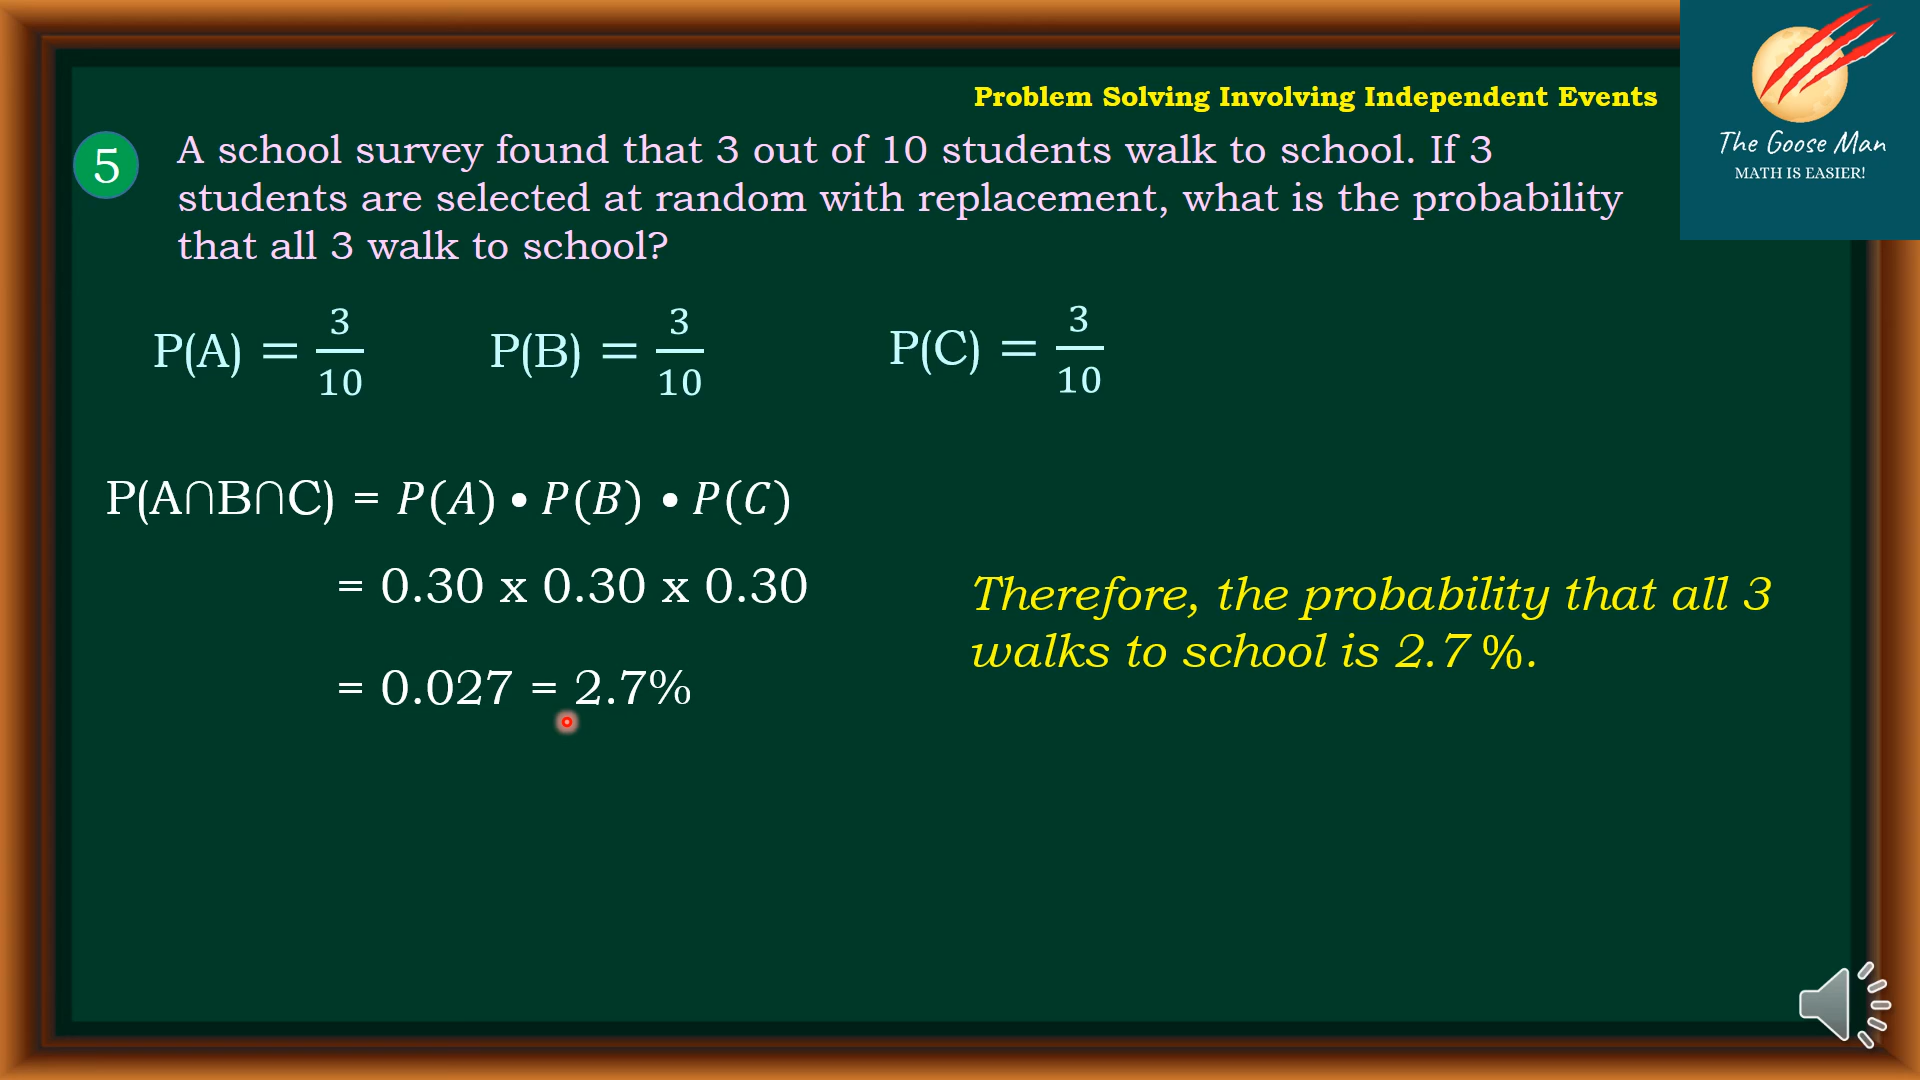 Problem Solving Involving Independent Events
The Goose Man
MATH IS EASIER!
5
A school survey found that 3 out of 10 students walk to school. If 3
students are selected at random with replacement, what is the probability
that all 3 walk to school?
P(A) = 3/10 P(B) = 3/10 P(C) = 3/10
P(A∩B∩C) = P(A) • P(B) • P(C)
= 0.30 x 0.30 x 0.30
= 0.027 = 2.7%
Therefore, the probability that all 3
walks to school is 2.7 %.